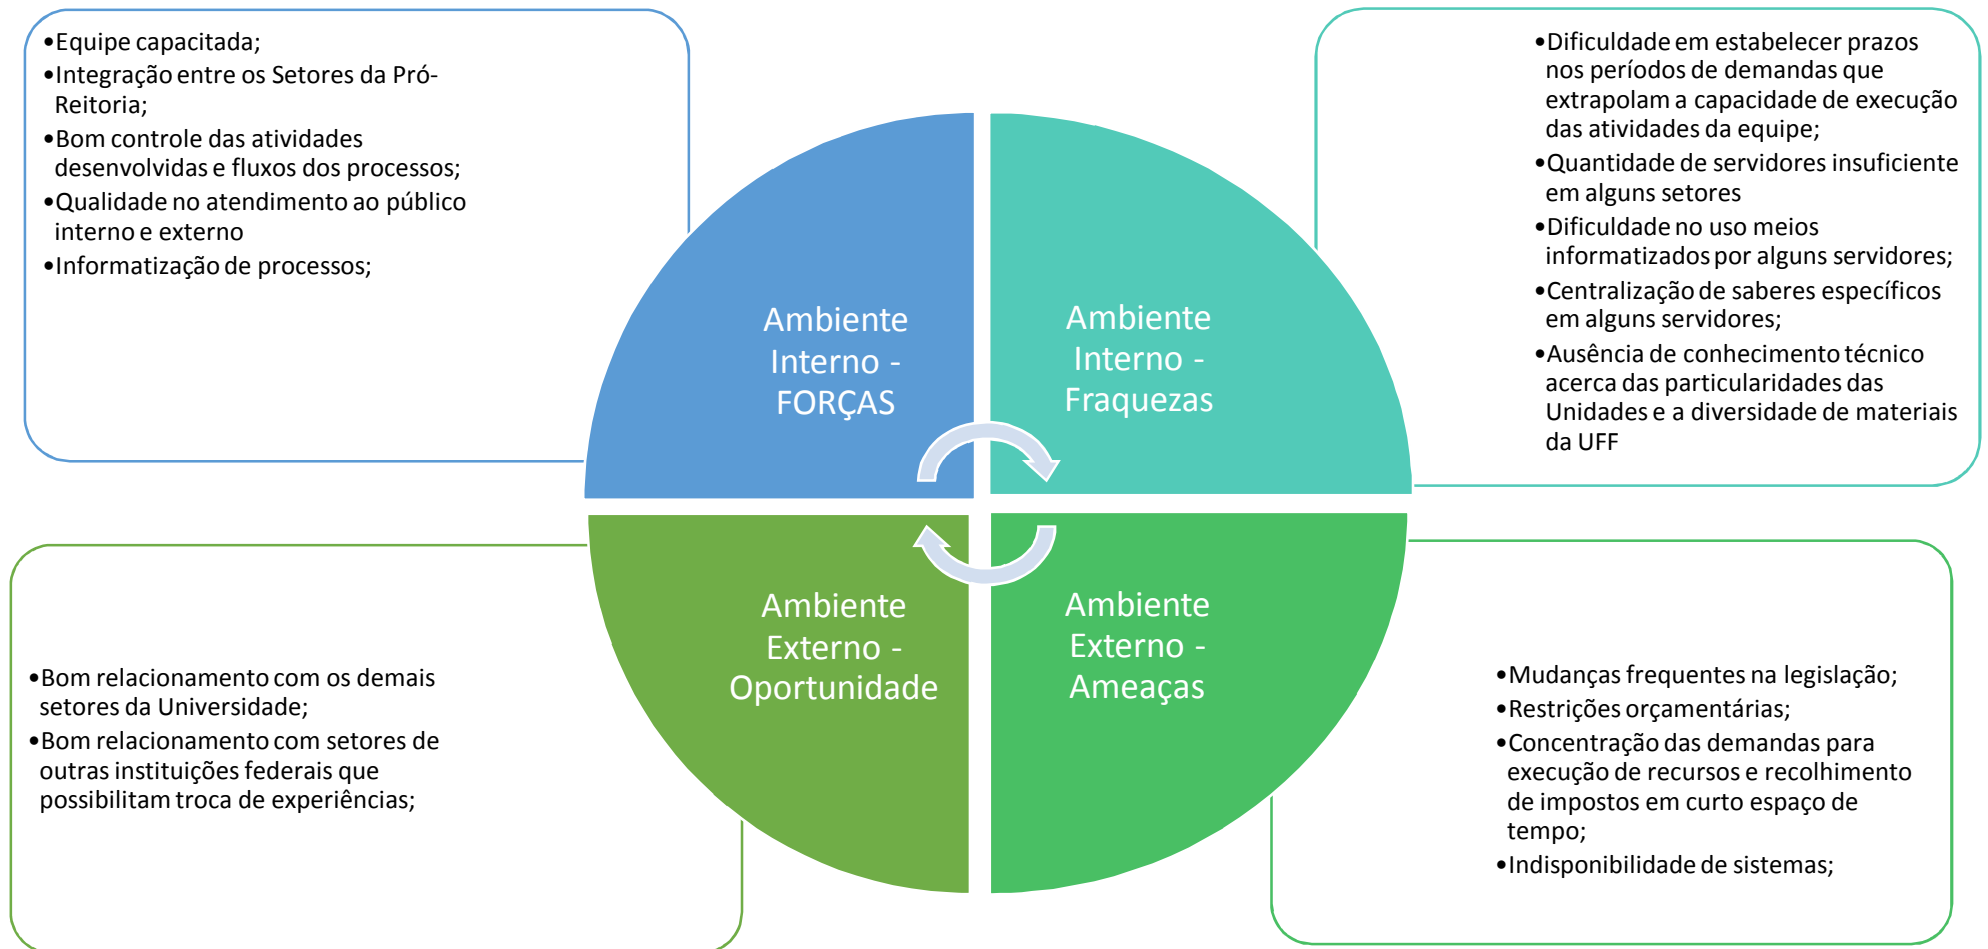 •Equipe capacitada;
•Integração entre os Setores da Pró-
Reitoria;
•Bom controle das atividades
desenvolvidas e fluxos dos processos;
•Qualidade no atendimento ao público
interno e externo
•Informatização de processos;
•Dificuldade em estabelecer prazos
nos períodos de demandas que
extrapolam a capacidade de execução
das atividades da equipe;
•Quantidade de servidores insuficiente
em alguns setores
•Dificuldade no uso meios
informatizados por alguns servidores;
•Centralização de saberes específicos
em alguns servidores;
•Ausência de conhecimento técnico
acerca das particularidades das
Unidades e a diversidade de materiais
da UFF
Ambiente
Interno -
FORÇAS
Ambiente
Interno -
Fraquezas
Ambiente
Externo -
Oportunidade
Ambiente
Externo -
Ameaças
•Bom relacionamento com os demais
setores da Universidade;
•Bom relacionamento com setores de
outras instituições federais que
possibilitam troca de experiências;
•Mudanças frequentes na legislação;
•Restrições orçamentárias;
•Concentração das demandas para
execução de recursos e recolhimento
de impostos em curto espaço de
tempo;
•Indisponibilidade de sistemas;